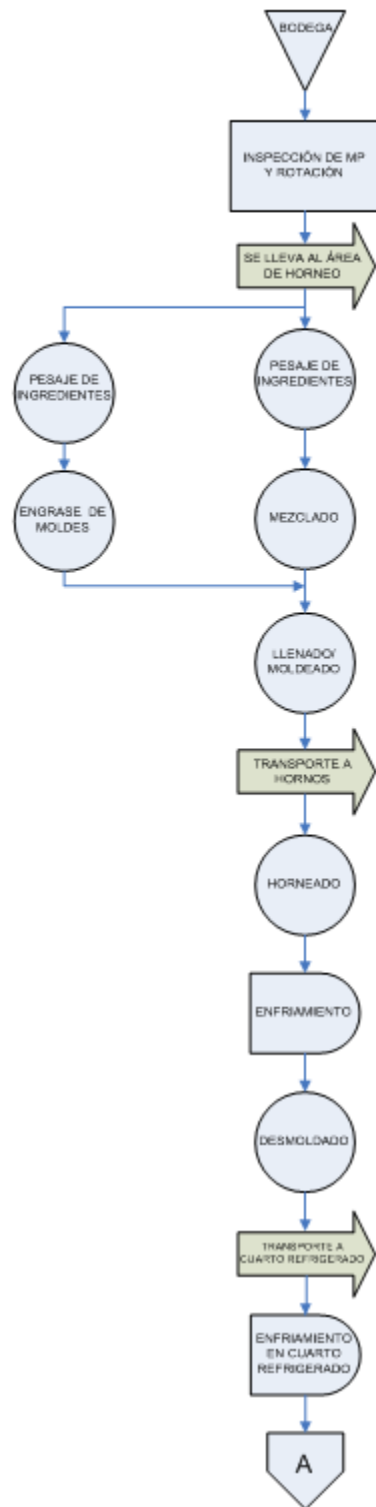 BODEGA
INSPECCIÓN DE MP
Y ROTACIÓN
SE LLEVA AL ÁREA
DE HORNEO
PESAJE DE
INGREDIENTES
PESAJE DE
INGREDIENTES
ENGRASE DE
MOLDES
MEZCLADO
LLENADO/
MOLDEADO
TRANSPORTE A
HORNOS
HORNEADO
ENFRIAMIENTO
DESMOLDADO
TRANSPORTE A
CUARTO REFRIGERADO
ENFRIAMIENTO
EN CUARTO
REFRIGERADO
A